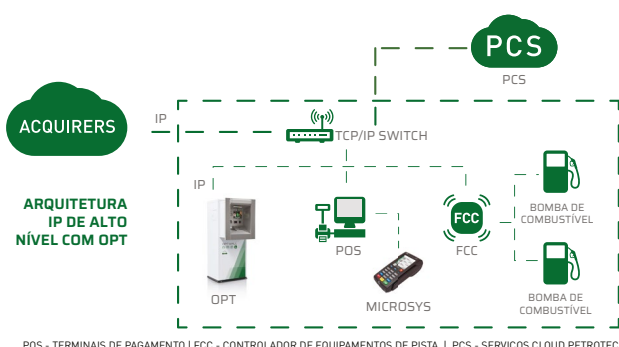 PCS
PCS
ACQUIRERS
IP
TCP/IP SWITCH
IP
ARQUITETURA
IP DE ALTO
NÍVEL COM OPT
OPT
POS
MICROSYS
FCC
FCC
BOMBA DE
COMBUSTÍVEL
BOMBA DE
COMBUSTÍVEL
POS - TERMINAIS DE PAGAMENTO | FCC - CONTROLADOR DE EQUIPAMENTOS DE PISTA | PCS - SERVIÇOS CLOUD PETROTEC